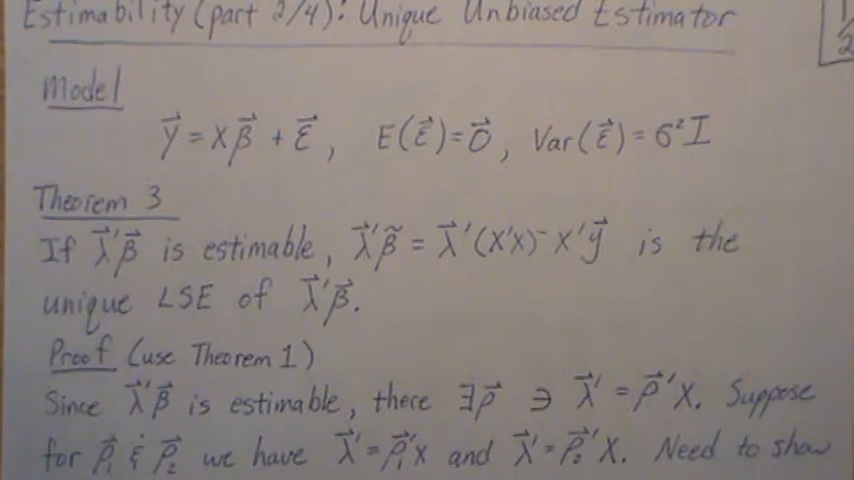 Estimability (part 2/4): Unique Unbiased Estimator
Model
y⃗ = Xβ⃗ + ε⃗, E(ε⃗)=0⃗, Var(ε⃗)=σ²I
Theorem 3
If λ⃗'β⃗ is estimable, λ⃗'β̃ = λ⃗'(X'X)⁻X'y⃗ is the
unique LSE of λ⃗'β⃗.
Proof (use Theorem 1)
Since λ⃗'β⃗ is estimable, there ∃ρ⃗ ∋ λ⃗' = ρ⃗'X. Suppose
for ρ⃗₁ & ρ⃗₂ we have λ⃗'=ρ⃗₁'X and λ⃗'=ρ⃗₂'X. Need to show